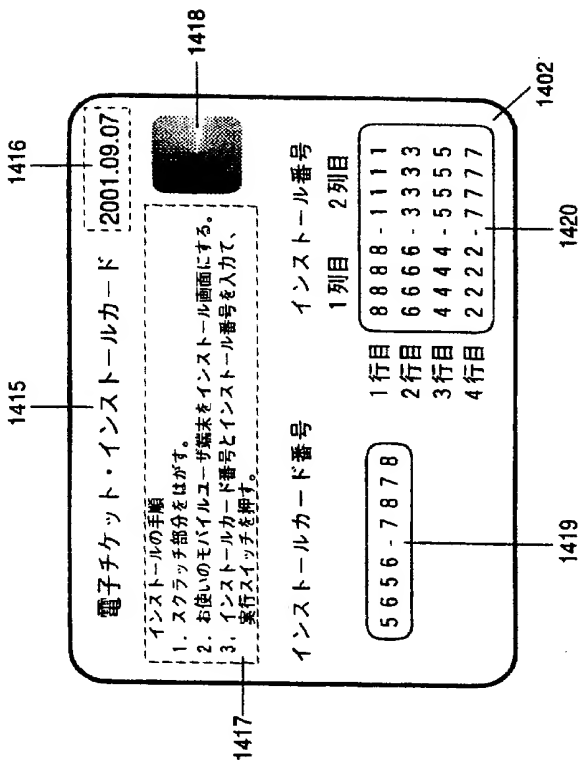 1415
1416
1418
電子チケット・インストールカード
2001.09.07
インストールの手順
1. スクラッチ部分をはがす。
2. お使いのモバイルユーザ端末をインストール画面にする。
3. インストールカード番号とインストール番号を入力て、
実行スイッチを押す。
1417
インストールカード番号
インストール番号
1列目 2列目
5656-7878
1行目 8888-1111
2行目 6666-3333
3行目 4444-5555
4行目 2222-7777
1419
1420
1402